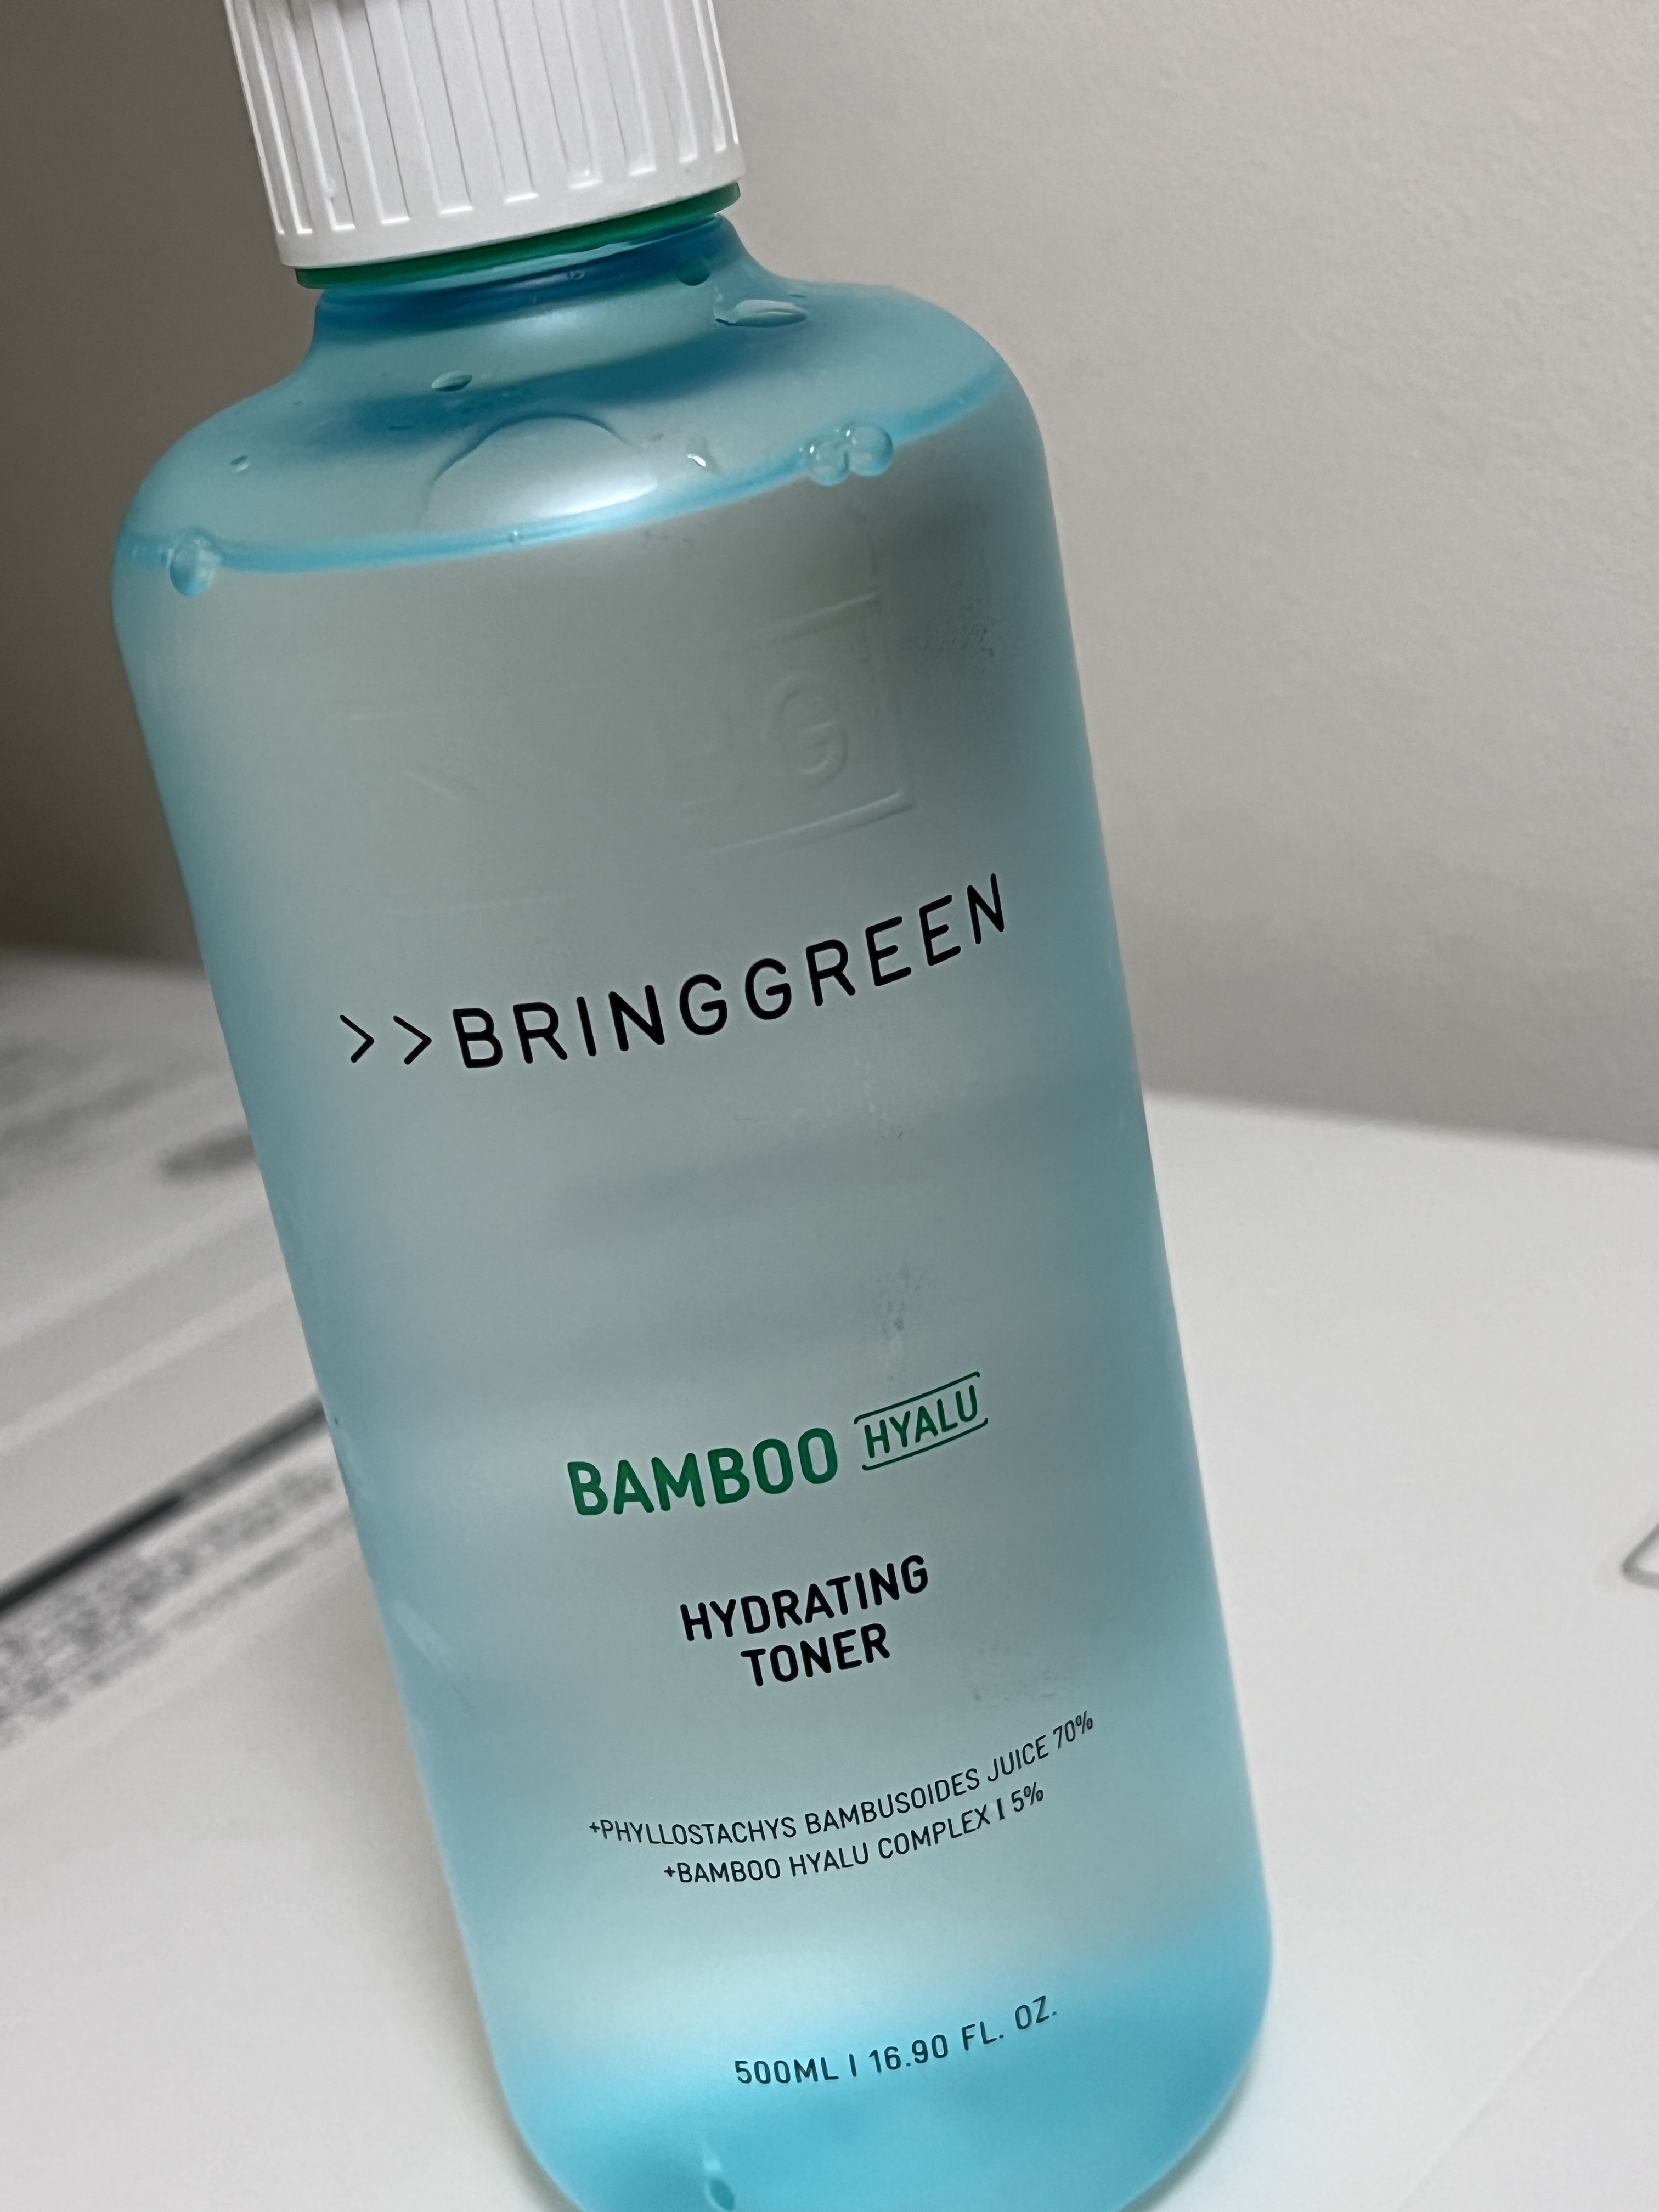 >>BRINGGREEN
BAMBOO HYALU
HYDRATING
TONER
+PHYLLOSTACHYS BAMBUSOIDES JUICE 70%
+BAMBOO HYALU COMPLEX I 5%
500ML I 16.90 FL. OZ.